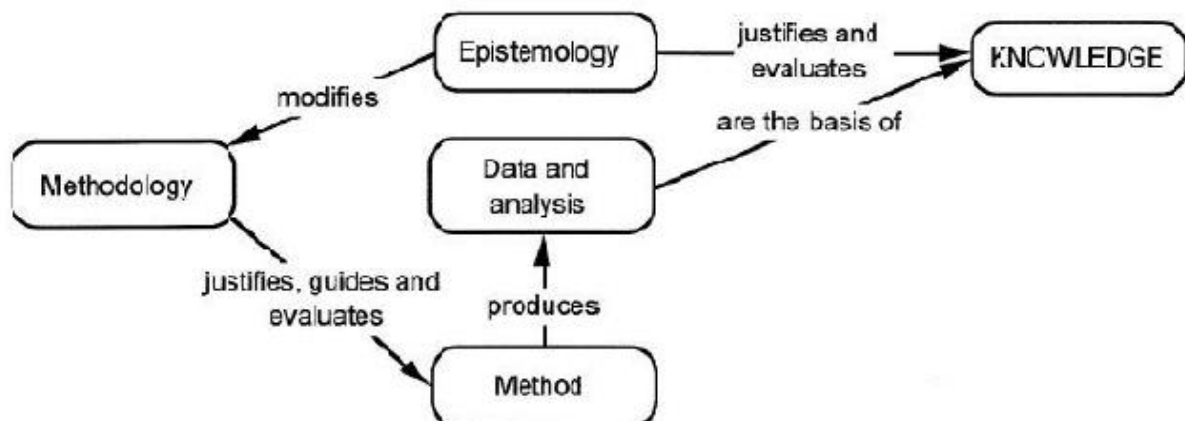 Epistemology
justifies and
evaluates
KNOWLEDGE
modifies
are the basis of
Methodology
Data and
analysis
justifies, guides and
evaluates
produces
Method